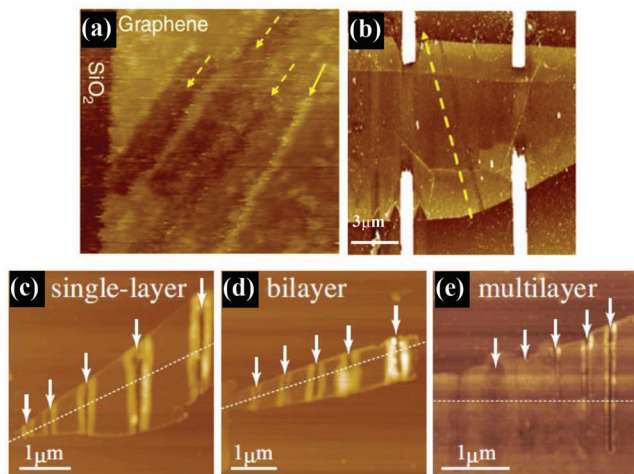 (a) Graphene
SiO₂
(b)
3μm
(c) single-layer
1μm
(d) bilayer
1μm
(e) multilayer
1μm